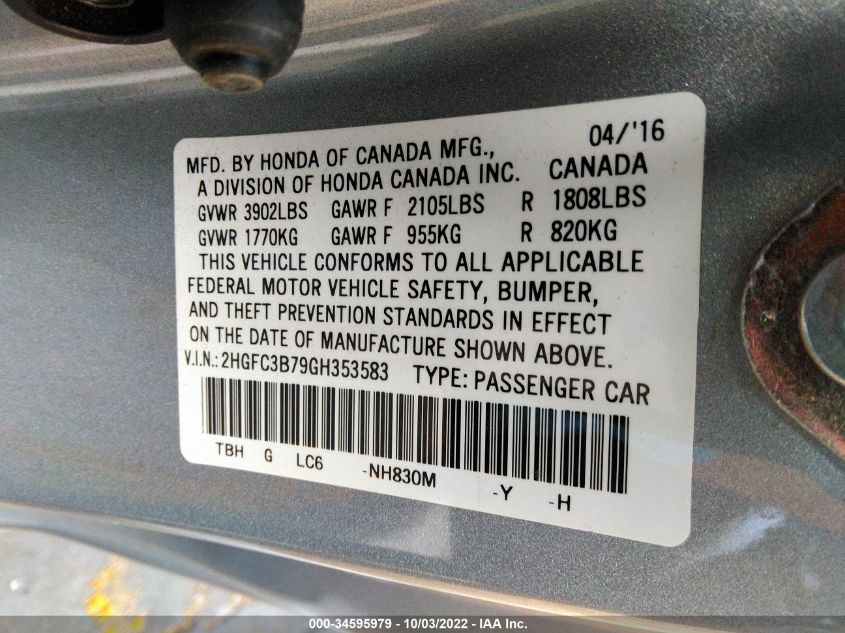 04/'16
MFD. BY HONDA OF CANADA MFG.,
A DIVISION OF HONDA CANADA INC. CANADA
GVWR 3902LBS GAWR F 2105LBS R 1808LBS
GVWR 1770KG GAWR F 955KG R 820KG
THIS VEHICLE CONFORMS TO ALL APPLICABLE
FEDERAL MOTOR VEHICLE SAFETY, BUMPER,
AND THEFT PREVENTION STANDARDS IN EFFECT
ON THE DATE OF MANUFACTURE SHOWN ABOVE.
V.I.N.: 2HGFC3B79GH353583 TYPE: PASSENGER CAR
TBH G LC6 -NH830M -Y -H
© - 34595979 - 10/03/2022 - IAA Inc.